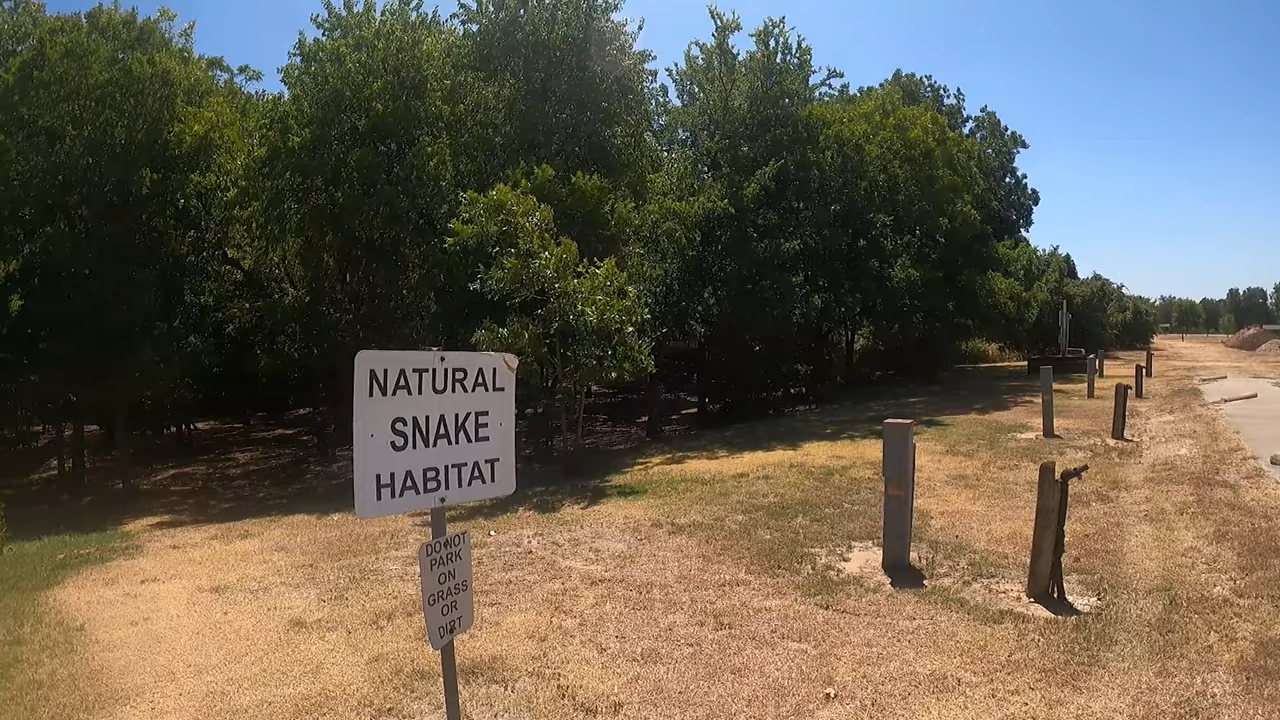 NATURAL
SNAKE
HABITAT
DO NOT
PARK
ON
GRASS
OR
DIRT